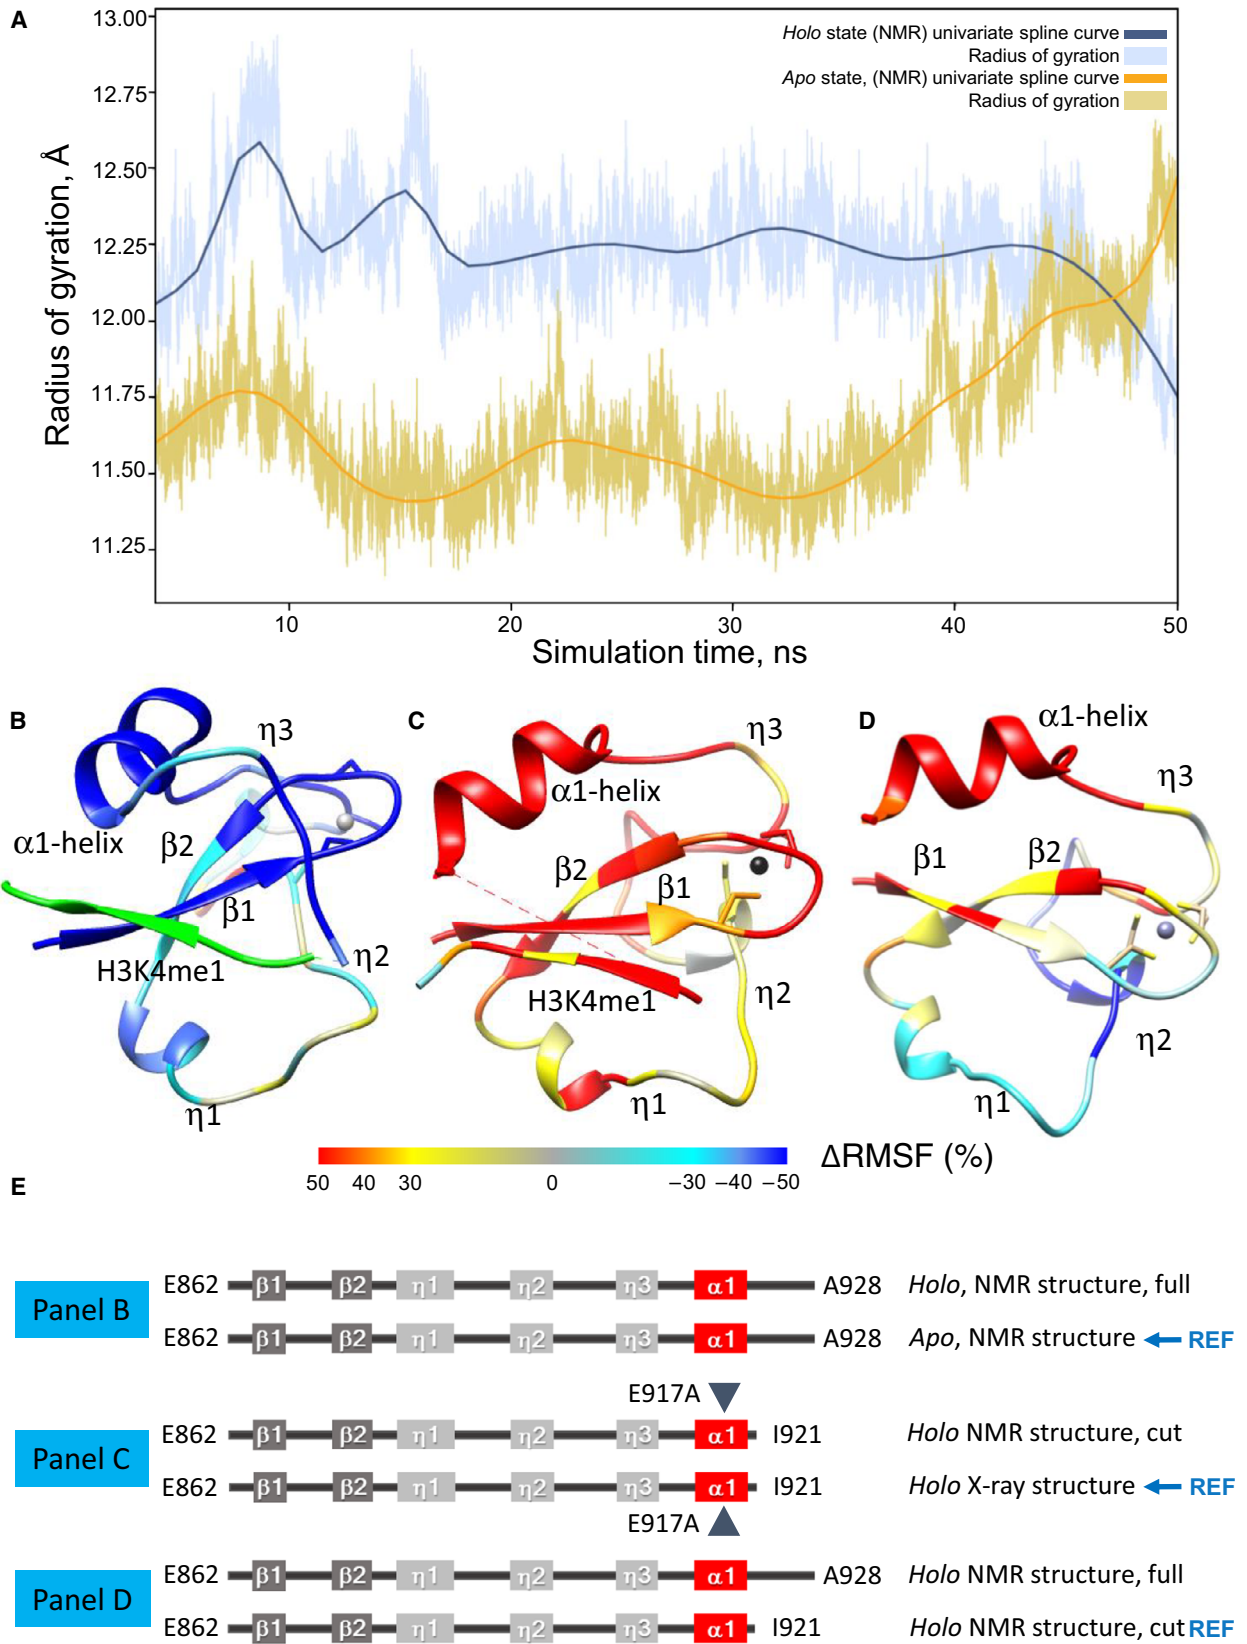 A
Radius of gyration, Å
13.00
12.75
12.50
12.25
12.00
11.75
11.50
11.25
Holo state (NMR) univariate spline curve
Radius of gyration
Apo state, (NMR) univariate spline curve
Radius of gyration
10 20 30 40 50
Simulation time, ns
B
η3
α1-helix
β2
β1
H3K4me1
η2
η1
C
η3
α1-helix
β2
β1
H3K4me1
η2
η1
D
α1-helix
η3
β1
β2
η2
η1
ΔRMSF (%)
50 40 30 0 −30 −40 −50
E
Panel B
E862 β1 β2 η1 η2 η3 α1 A928 Holo, NMR structure, full
E862 β1 β2 η1 η2 η3 α1 A928 Apo, NMR structure REF
Panel C
E917A
E862 β1 β2 η1 η2 η3 α1 I921 Holo NMR structure, cut
E862 β1 β2 η1 η2 η3 α1 I921 Holo X-ray structure REF
E917A
Panel D
E862 β1 β2 η1 η2 η3 α1 A928 Holo NMR structure, full
E862 β1 β2 η1 η2 η3 α1 I921 Holo NMR structure, cut REF